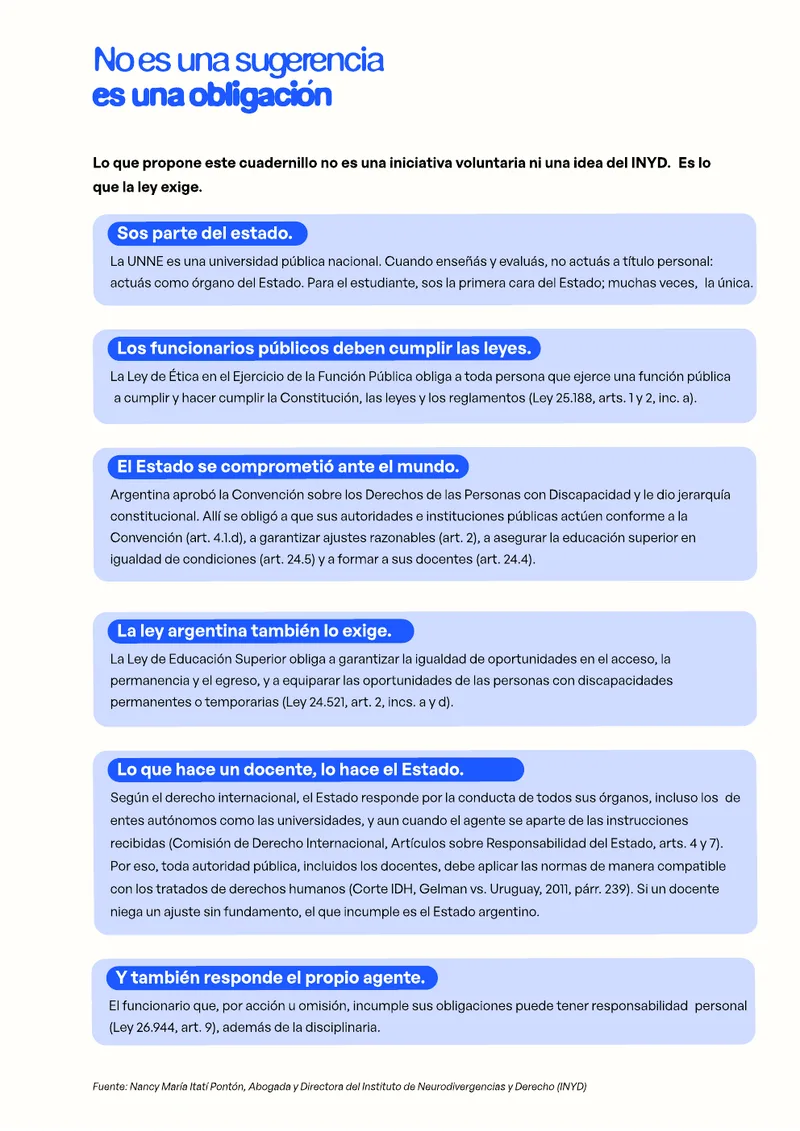 No es una sugerencia
es una obligación
Lo que propone este cuadernillo no es una iniciativa voluntaria ni una idea del INYD. Es lo
que la ley exige.
Sos parte del estado.
La UNNE es una universidad pública nacional. Cuando enseñás y evaluás, no actuás a título personal:
actuás como órgano del Estado. Para el estudiante, sos la primera cara del Estado; muchas veces, la única.
Los funcionarios públicos deben cumplir las leyes.
La Ley de Ética en el Ejercicio de la Función Pública obliga a toda persona que ejerce una función pública
a cumplir y hacer cumplir la Constitución, las leyes y los reglamentos (Ley 25.188, arts. 1 y 2, inc. a).
El Estado se comprometió ante el mundo.
Argentina aprobó la Convención sobre los Derechos de las Personas con Discapacidad y le dio jerarquía
constitucional. Allí se obligó a que sus autoridades e instituciones públicas actúen conforme a la
Convención (art. 4.1.d), a garantizar ajustes razonables (art. 2), a asegurar la educación superior en
igualdad de condiciones (art. 24.5) y a formar a sus docentes (art. 24.4).
La ley argentina también lo exige.
La Ley de Educación Superior obliga a garantizar la igualdad de oportunidades en el acceso, la
permanencia y el egreso, y a equiparar las oportunidades de las personas con discapacidades
permanentes o temporarias (Ley 24.521, art. 2, incs. a y d).
Lo que hace un docente, lo hace el Estado.
Según el derecho internacional, el Estado responde por la conducta de todos sus órganos, incluso los de
entes autónomos como las universidades, y aun cuando el agente se aparte de las instrucciones
recibidas (Comisión de Derecho Internacional, Artículos sobre Responsabilidad del Estado, arts. 4 y 7).
Por eso, toda autoridad pública, incluidos los docentes, debe aplicar las normas de manera compatible
con los tratados de derechos humanos (Corte IDH, Gelman vs. Uruguay, 2011, párr. 239). Si un docente
niega un ajuste sin fundamento, el que incumple es el Estado argentino.
Y también responde el propio agente.
El funcionario que, por acción u omisión, incumple sus obligaciones puede tener responsabilidad personal
(Ley 26.944, art. 9), además de la disciplinaria.
Fuente: Nancy María Itatí Pontón, Abogada y Directora del Instituto de Neurodivergencias y Derecho (INYD)